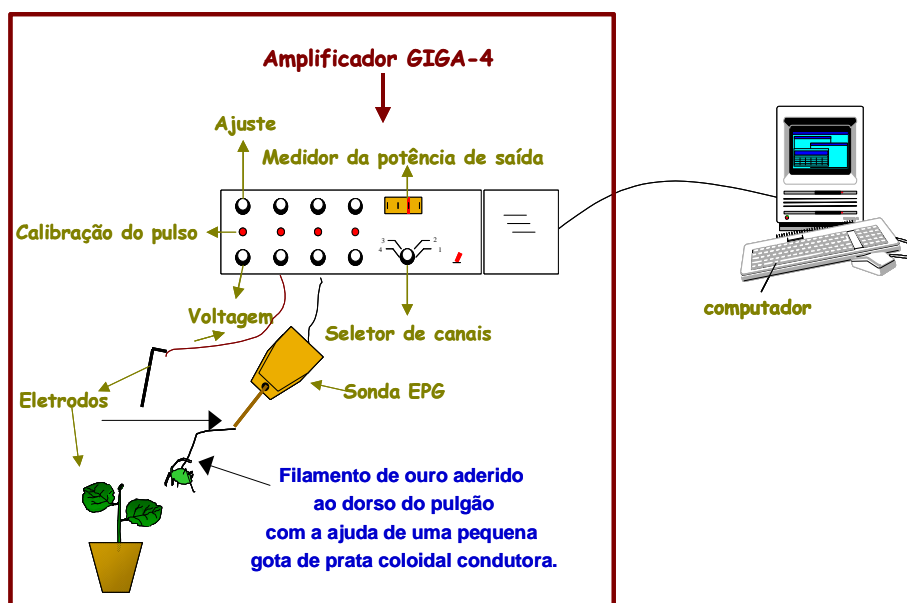 Amplificador GIGA-4
Ajuste
Medidor da potência de saída
Calibração do pulso
3
2
4
1
Voltagem
Seletor de canais
computador
Eletrodos
Sonda EPG
Filamento de ouro aderido
ao dorso do pulgão
com a ajuda de uma pequena
gota de prata coloidal condutora.